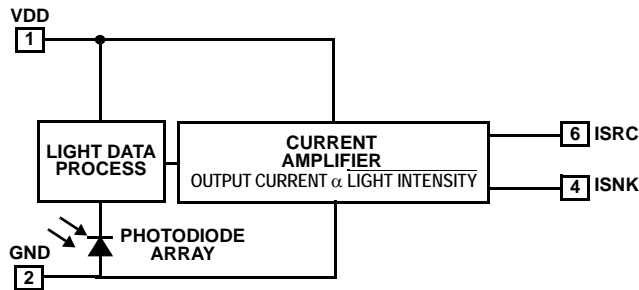 VDD
1
LIGHT DATA
PROCESS
CURRENT
AMPLIFIER
OUTPUT CURRENT α LIGHT INTENSITY
6 ISRC
4 ISNK
PHOTODIODE
ARRAY
GND
2